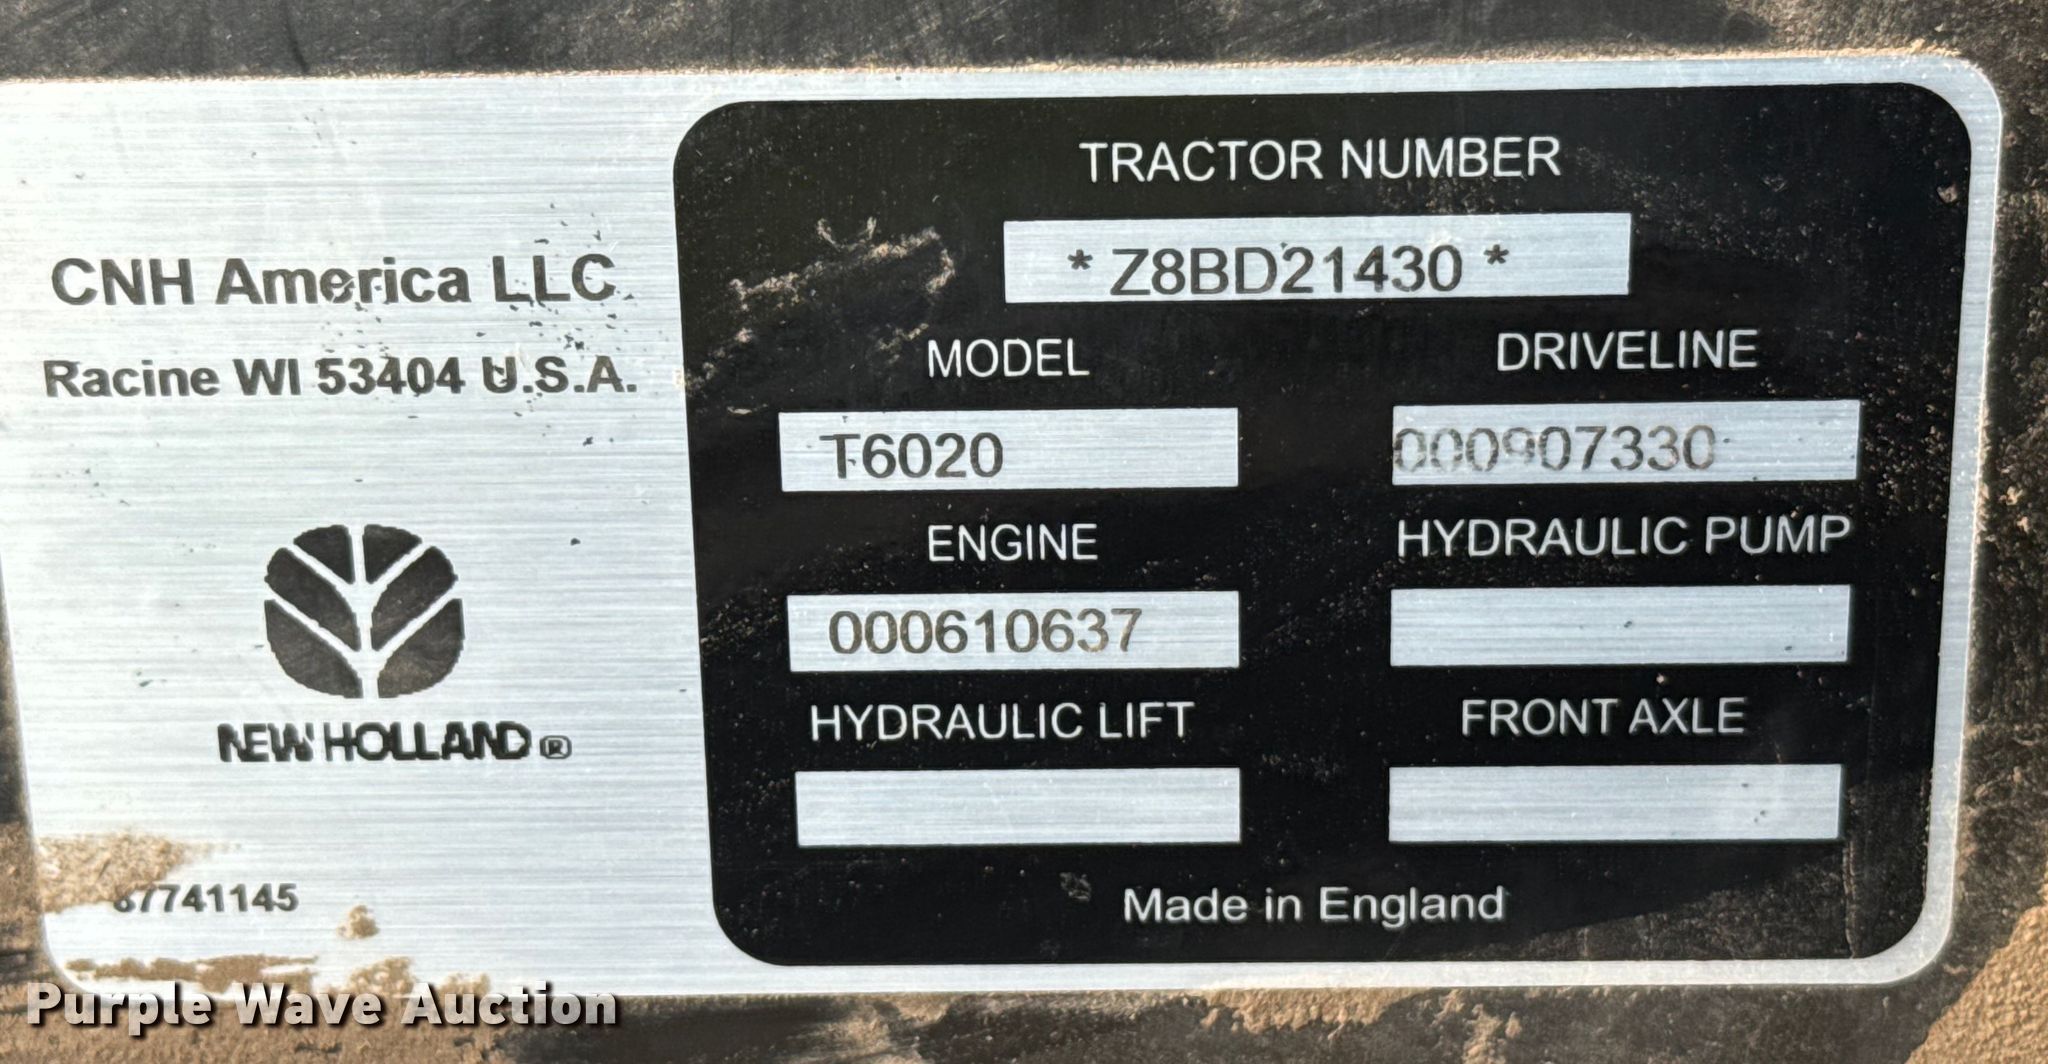 CNH America LLC
Racine WI 53404 U.S.A.
NEW HOLLAND®
87741145
TRACTOR NUMBER
* Z8BD21430 *
MODEL
T6020
DRIVELINE
000907330
ENGINE
000610637
HYDRAULIC PUMP
HYDRAULIC LIFT
FRONT AXLE
Made in England
Purple Wave Auction